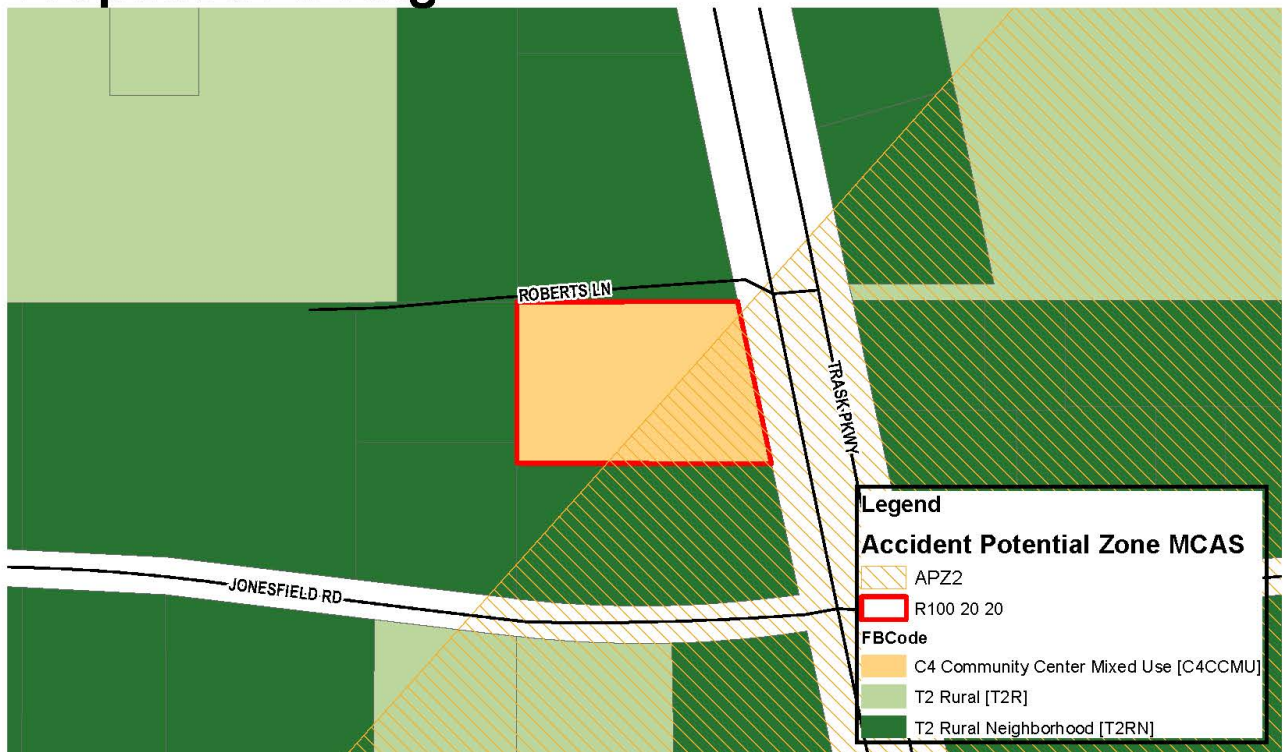 ROBERTS LN
TRASK PKWY
JONESFIELD RD
Legend
Accident Potential Zone MCAS
APZ2
R100 20 20
FBCode
C4 Community Center Mixed Use [C4CCMU]
T2 Rural [T2R]
T2 Rural Neighborhood [T2RN]